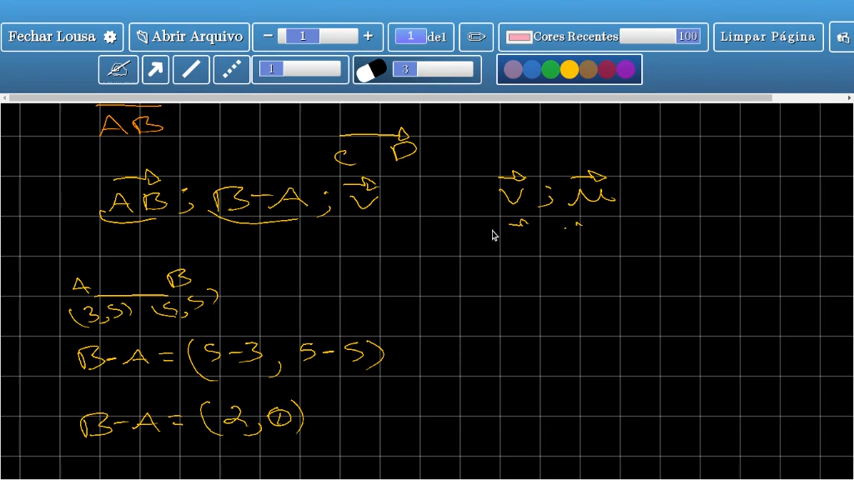 Fechar Lousa Abrir Arquivo − 1 + 1 de1 Cores Recentes 100 Limpar Página
1 3
AB
CD
AB ; B-A ; v v ; u
A B
(3,5) (5,5)
B-A = (5-3, 5-5)
B-A = (2, 0)